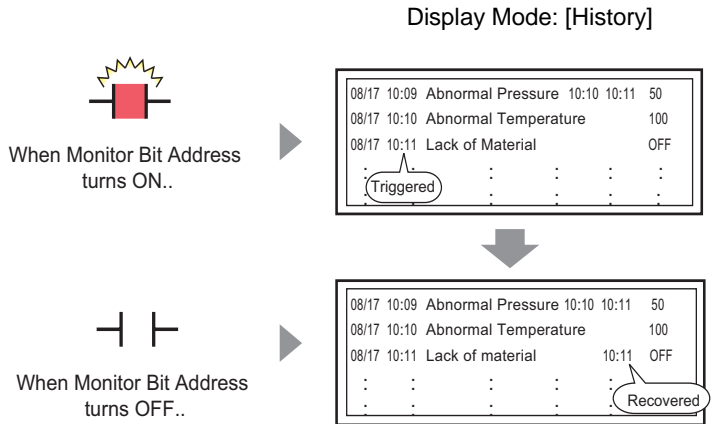 Display Mode: [History]
When Monitor Bit Address
turns ON..
08/17 10:09 Abnormal Pressure 10:10 10:11 50
08/17 10:10 Abnormal Temperature 100
08/17 10:11 Lack of Material OFF
: : : : : :
Triggered
: : : : : :
When Monitor Bit Address
turns OFF..
08/17 10:09 Abnormal Pressure 10:10 10:11 50
08/17 10:10 Abnormal Temperature 100
08/17 10:11 Lack of material 10:11 OFF
: : : : :
Recovered
: : : : :